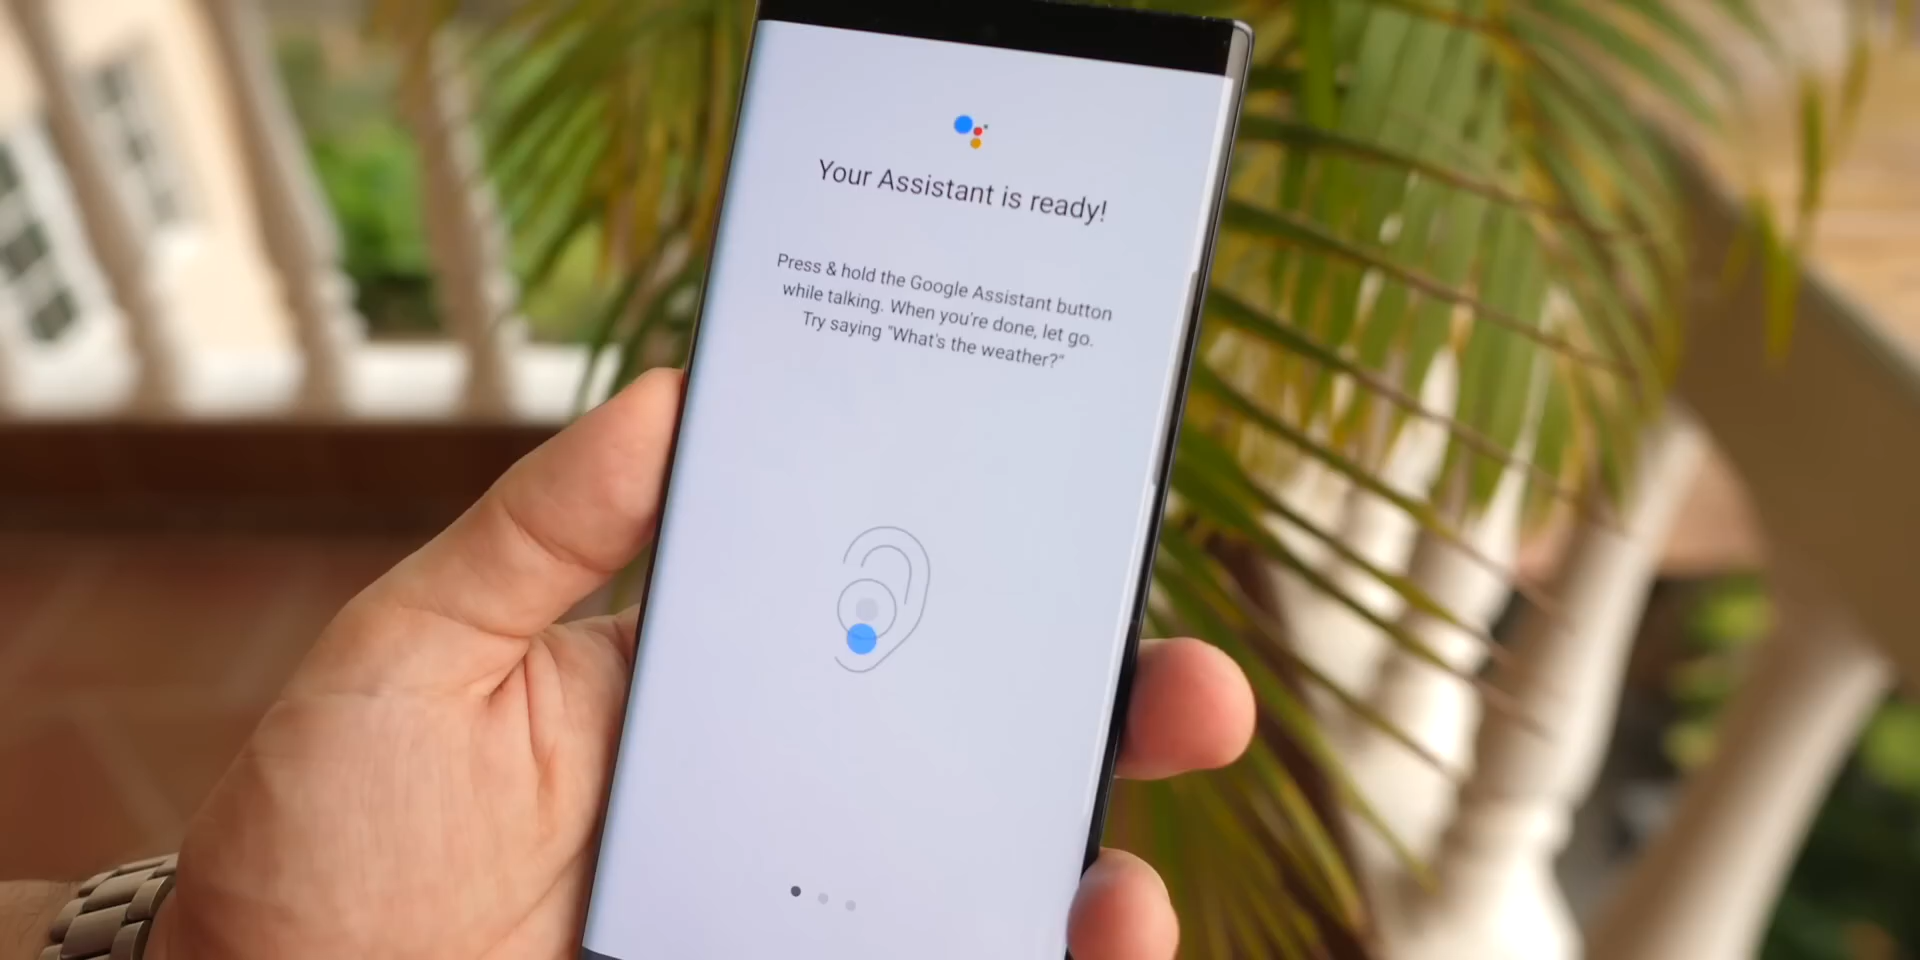 Your Assistant is ready!
Press & hold the Google Assistant button
while talking. When you're done, let go.
Try saying "What's the weather?"